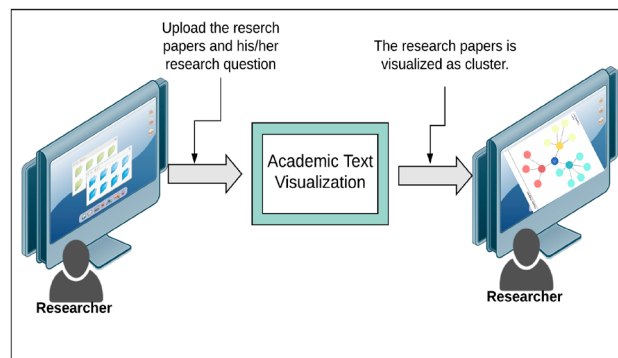 Upload the reserch
papers and his/her
research question
The research papers is
visualized as cluster.
Academic Text
Visualization
Researcher
Researcher